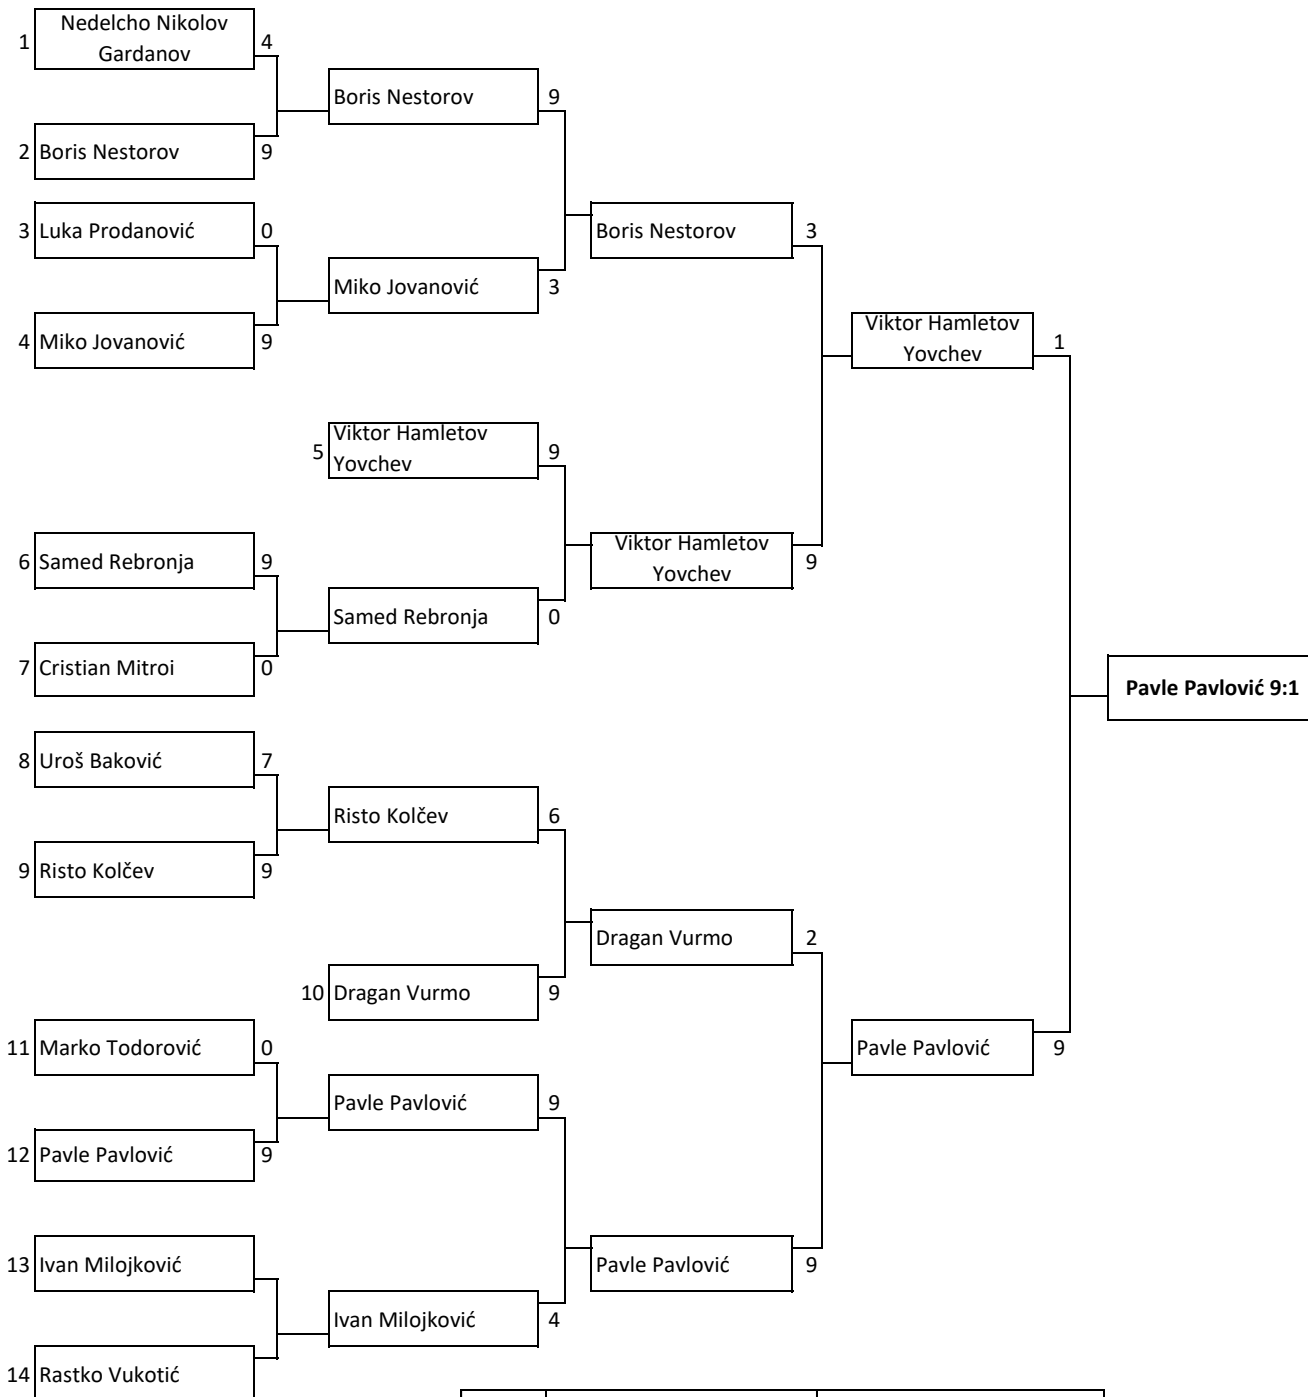 Nedelcho Nikolov
1 Gardanov 4
Boris Nestorov 9
2 Boris Nestorov 9
3 Luka Prodanović 0
Boris Nestorov 3
Miko Jovanović 3
4 Miko Jovanović 9
Viktor Hamletov
Yovchev 1
Viktor Hamletov
5 Yovchev 9
6 Samed Rebronja 9
Viktor Hamletov
Yovchev 9
Samed Rebronja 0
7 Cristian Mitroi 0
Pavle Pavlović 9:1
8 Uroš Baković 7
Risto Kolčev 6
9 Risto Kolčev 9
Dragan Vurmo 2
10 Dragan Vurmo 9
11 Marko Todorović 0
Pavle Pavlović 9
Pavle Pavlović 9
12 Pavle Pavlović 9
13 Ivan Milojković
Pavle Pavlović 9
Ivan Milojković 4
14 Rastko Vukotić